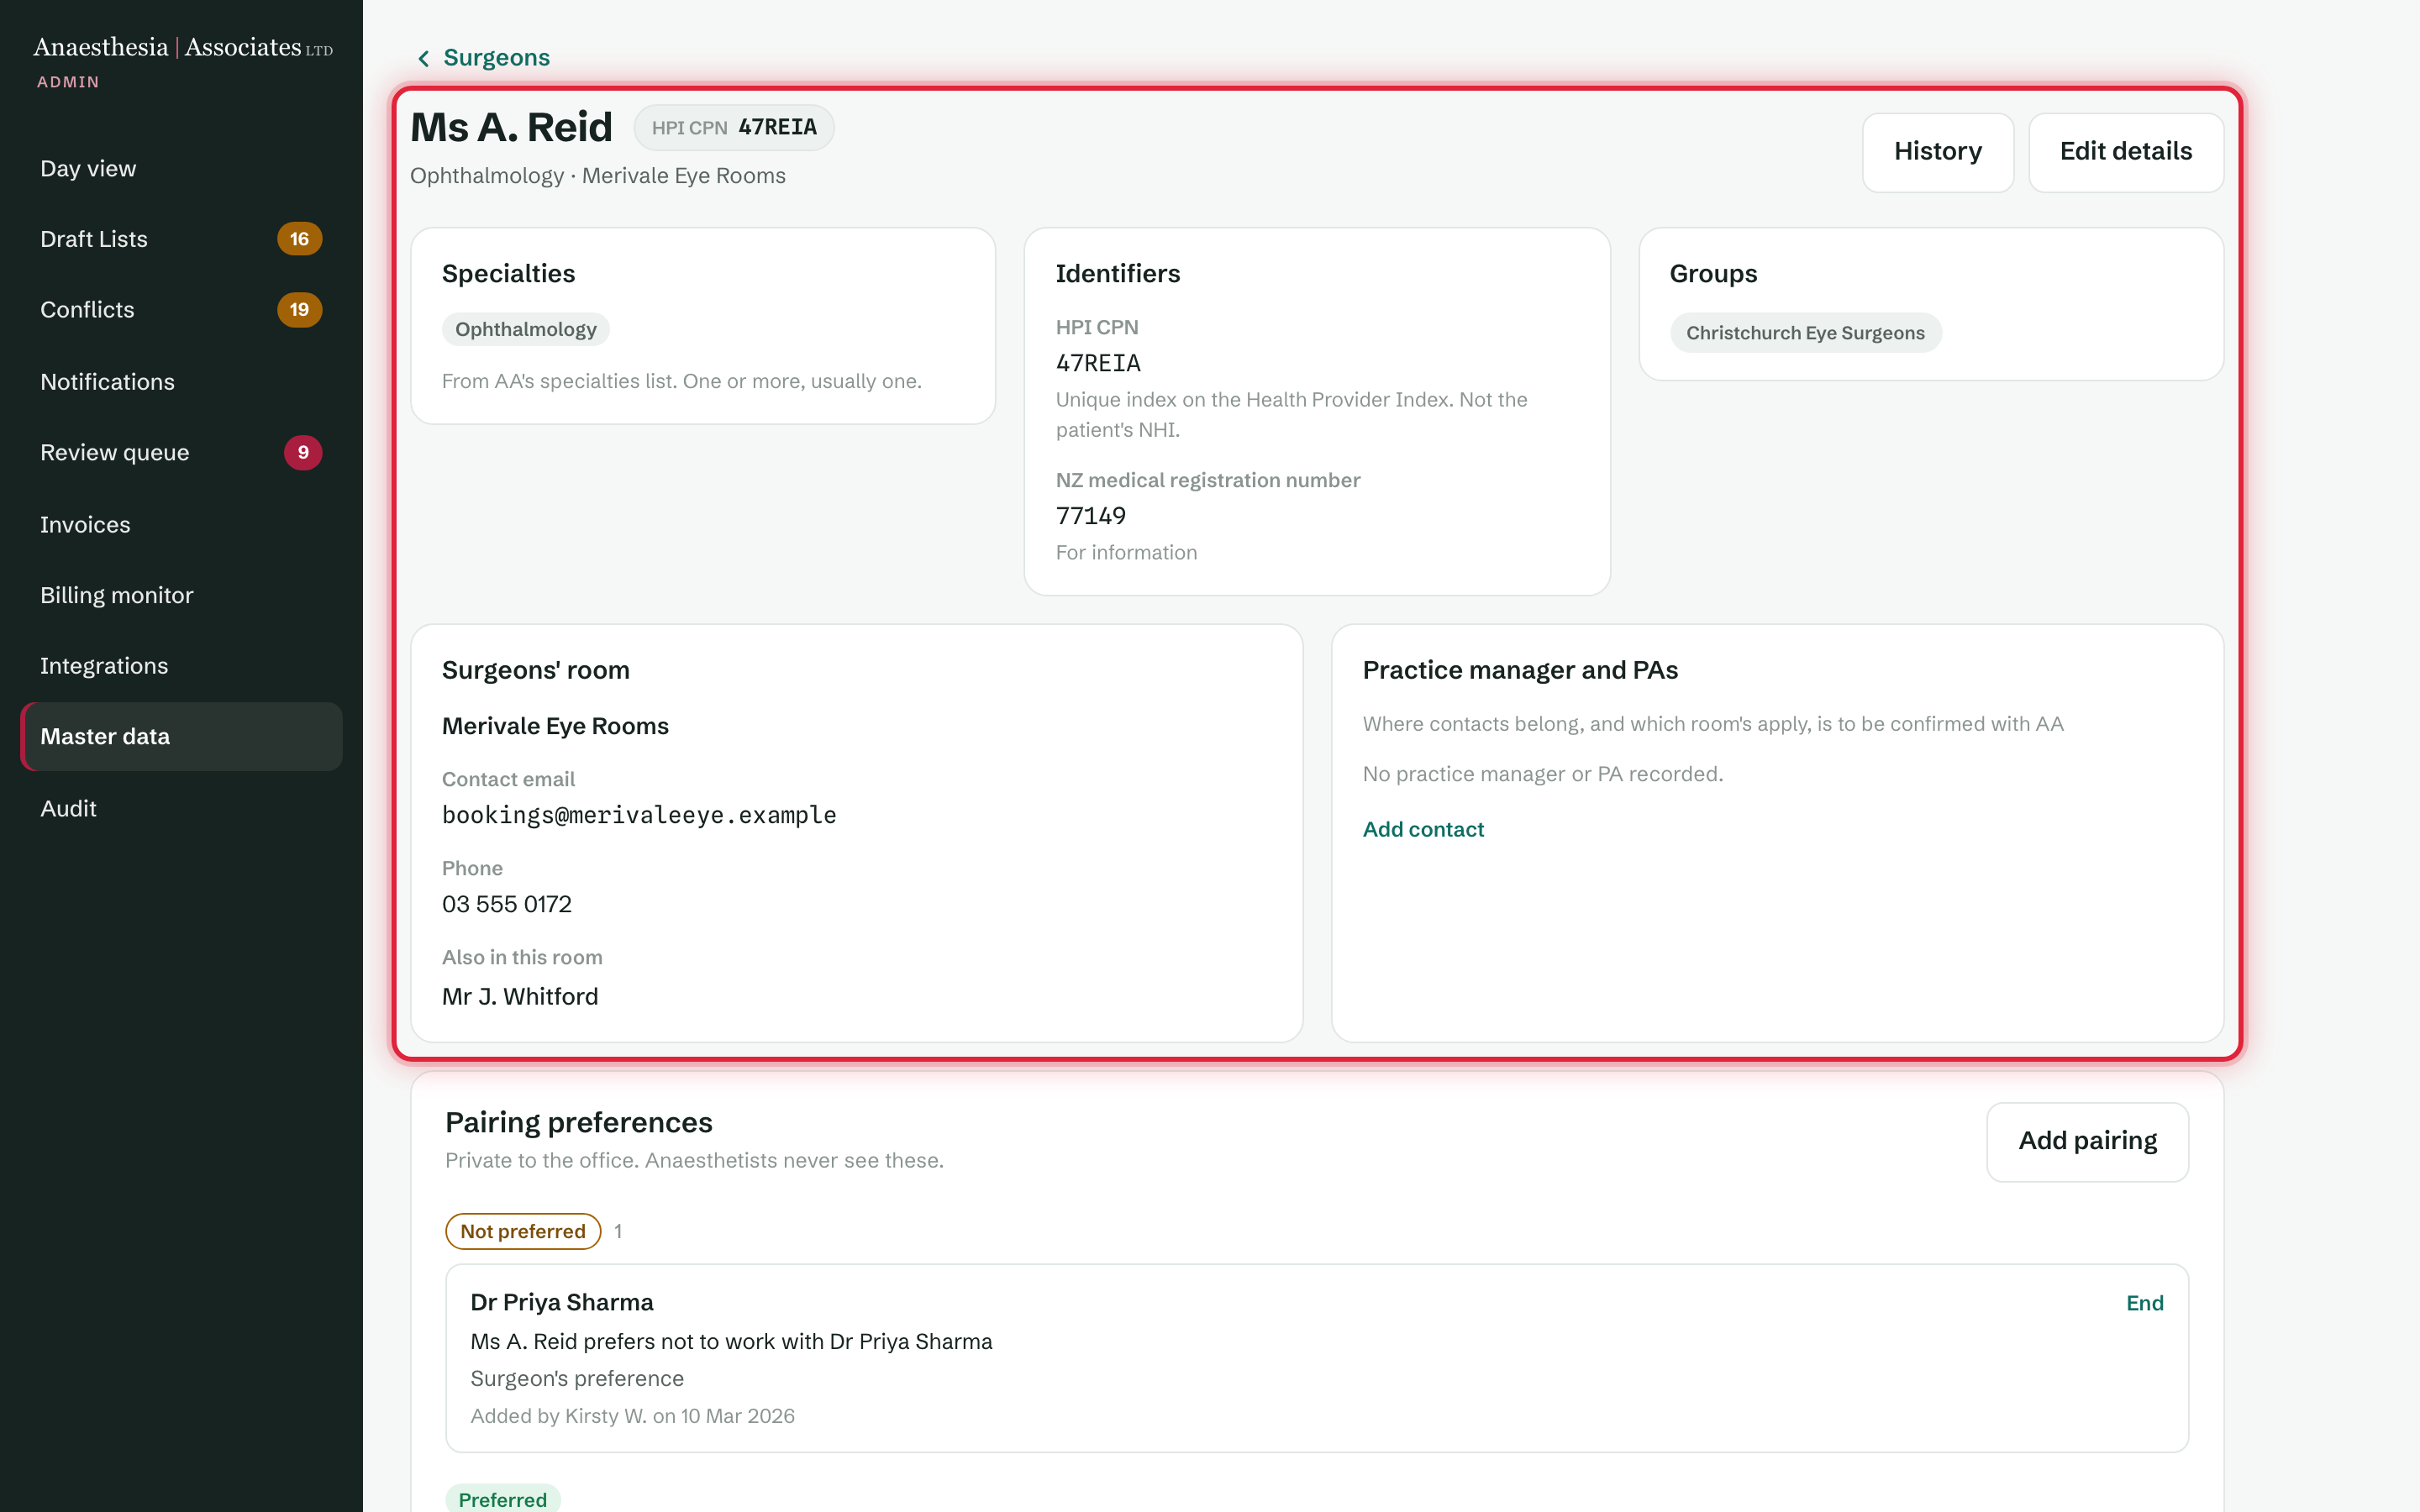 Anaesthesia | Associates LTD
ADMIN
Day view
Draft Lists 16
Conflicts 19
Notifications
Review queue 9
Invoices
Billing monitor
Integrations
Master data
Audit
Surgeons
Ms A. Reid HPI CPN 47REIA
Ophthalmology · Merivale Eye Rooms
History
Edit details
Specialties
Ophthalmology
From AA's specialties list. One or more, usually one.
Identifiers
HPI CPN
47REIA
Unique index on the Health Provider Index. Not the
patient's NHI.
NZ medical registration number
77149
For information
Groups
Christchurch Eye Surgeons
Surgeons' room
Merivale Eye Rooms
Contact email
bookings@merivaleeye.example
Phone
03 555 0172
Also in this room
Mr J. Whitford
Practice manager and PAs
Where contacts belong, and which room's apply, is to be confirmed with AA
No practice manager or PA recorded.
Add contact
Pairing preferences
Private to the office. Anaesthetists never see these.
Add pairing
Not preferred 1
Dr Priya Sharma
End
Ms A. Reid prefers not to work with Dr Priya Sharma
Surgeon's preference
Added by Kirsty W. on 10 Mar 2026
Preferred